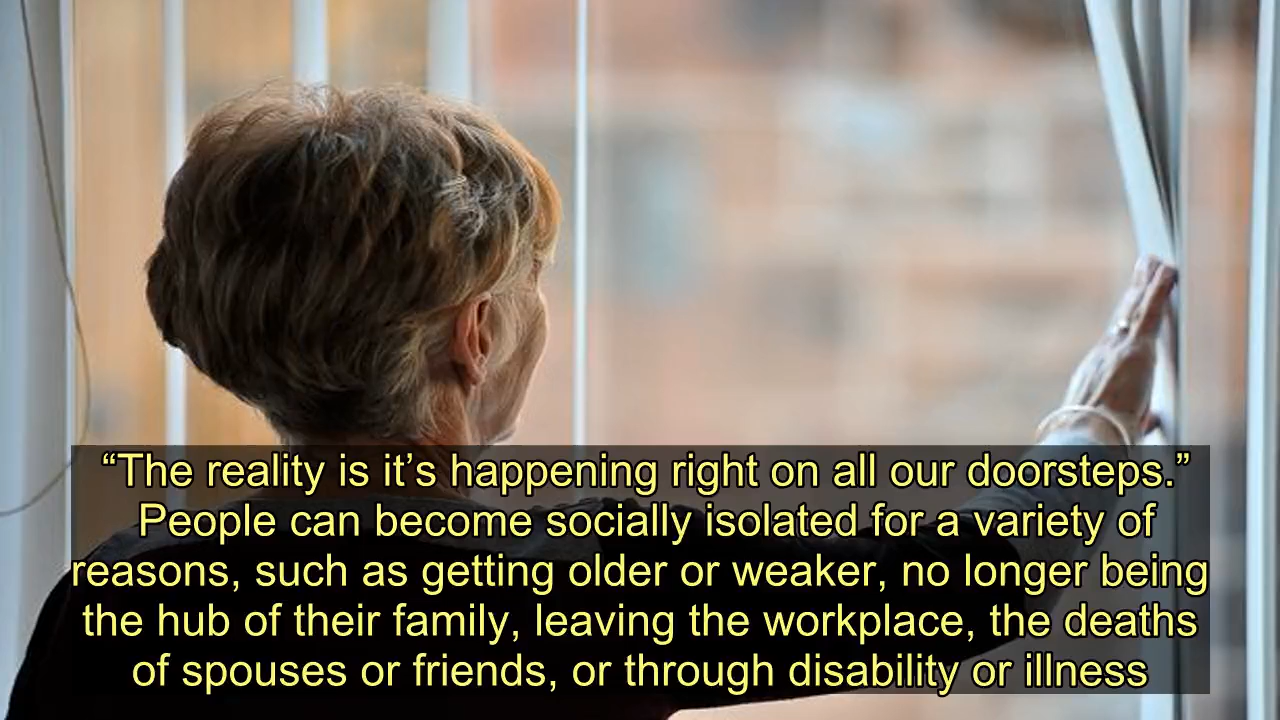 “The reality is it’s happening right on all our doorsteps.”
People can become socially isolated for a variety of
reasons, such as getting older or weaker, no longer being
the hub of their family, leaving the workplace, the deaths
of spouses or friends, or through disability or illness